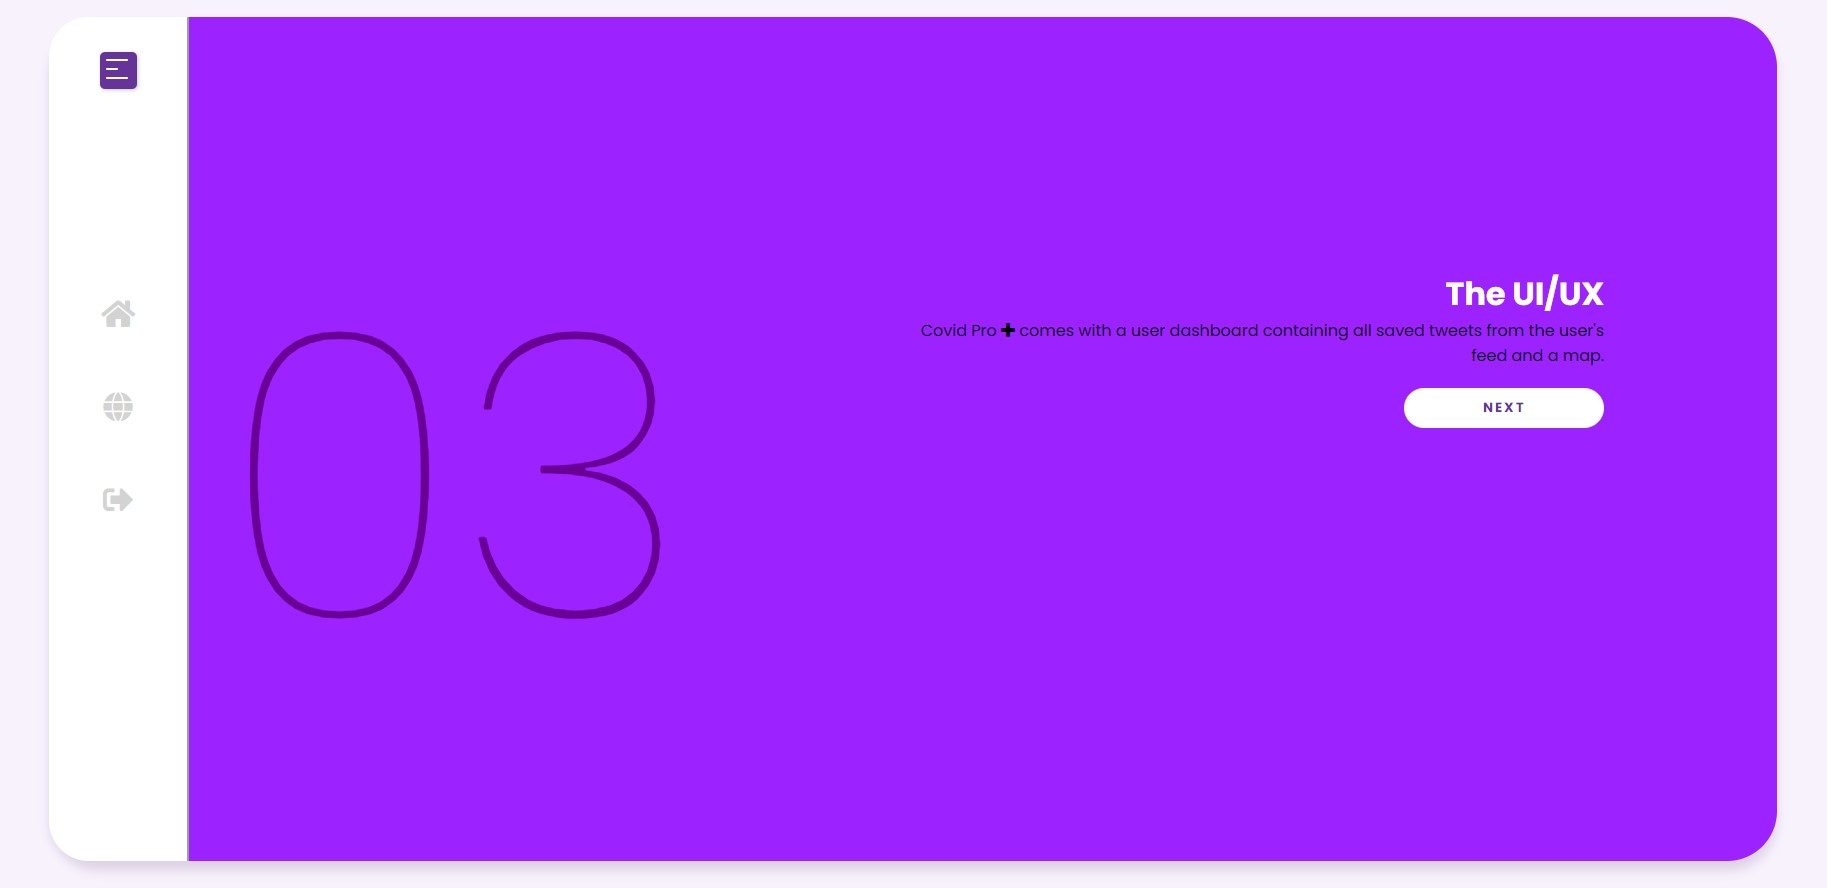 03
The UI/UX
Covid Pro ✚ comes with a user dashboard containing all saved tweets from the user's
feed and a map.
NEXT